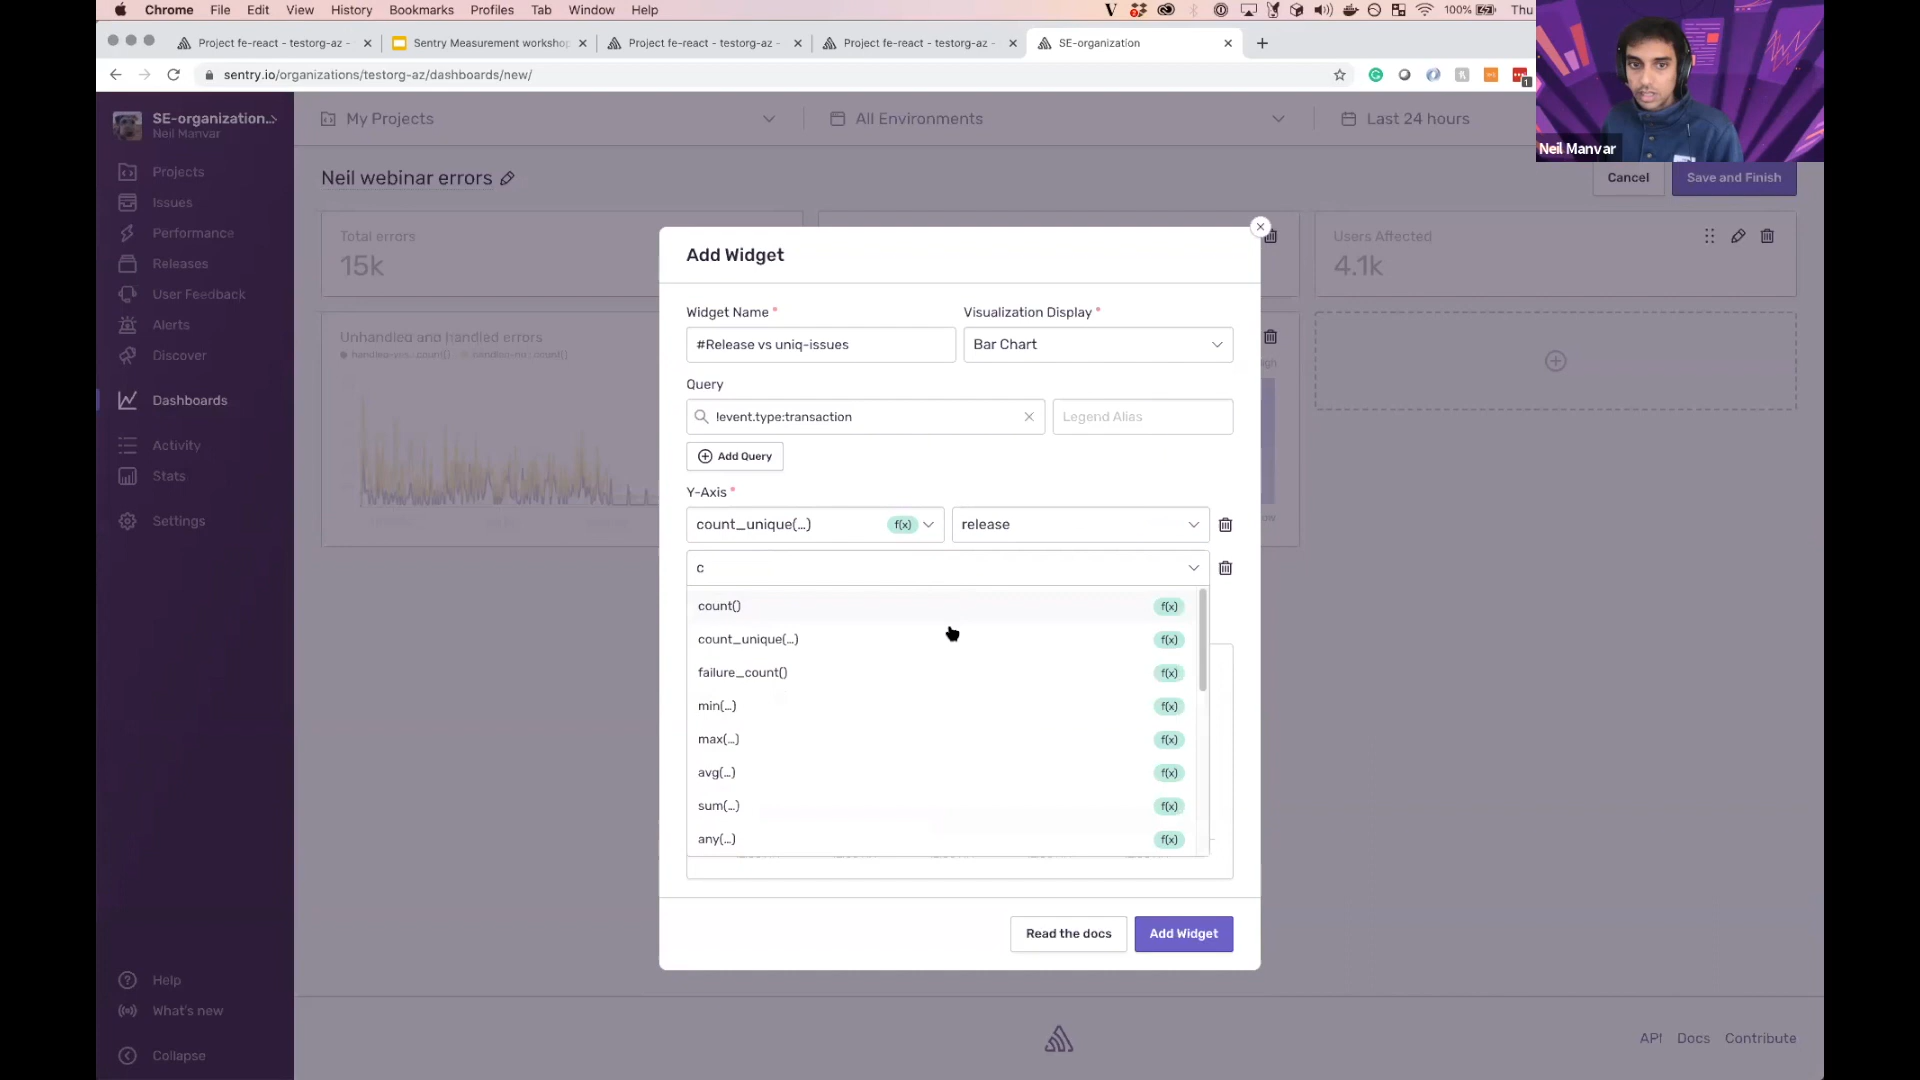 Chrome File Edit View History Bookmarks Profiles Tab Window Help 100% Thu
Project fe-react - testorg-az - Sentry Measurement workshop Project fe-react - testorg-az - Project fe-react - testorg-az - SE-organization
sentry.io/organizations/testorg-az/dashboards/new/
Neil Manvar
SE-organization...
Neil Manvar
Projects
Issues
Performance
Releases
User Feedback
Alerts
Discover
Dashboards
Activity
Stats
Settings
Help
What's new
Collapse
My Projects All Environments Last 24 hours
Neil webinar errors
Cancel Save and Finish
Total errors
15k
Users Affected
4.1k
Unhandled and handled errors
Add Widget
Widget Name * Visualization Display *
#Release vs uniq-issues Bar Chart
Query
!event.type:transaction Legend Alias
Add Query
Y-Axis *
count_unique(...) f(x) release
c
count() f(x)
count_unique(...) f(x)
failure_count() f(x)
min(...) f(x)
max(...) f(x)
avg(...) f(x)
sum(...) f(x)
any(...) f(x)
Read the docs Add Widget
API Docs Contribute